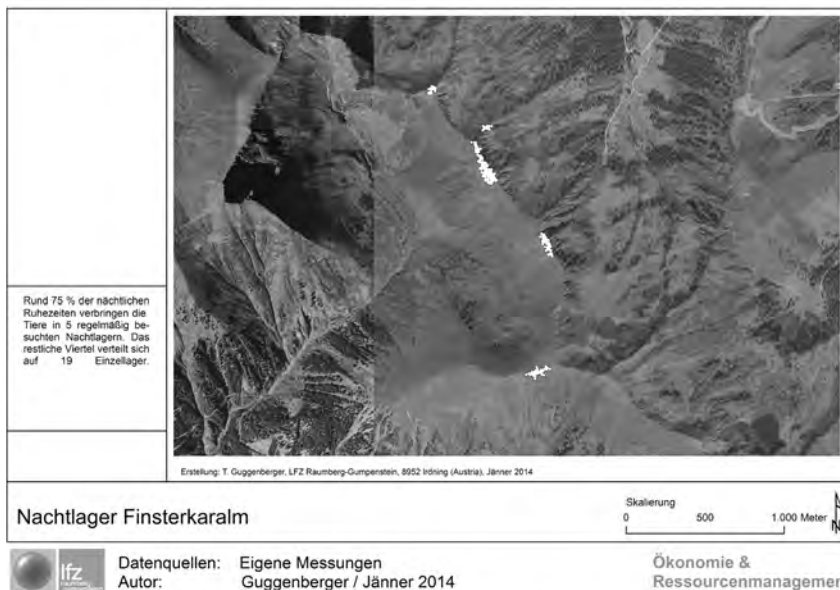 Rund 75 % der nächtlichen
Ruhezeiten verbringen die
Tiere in 5 regelmäßig be-
suchten Nachtlagern. Das
restliche Viertel verteilt sich
auf 19 Einzellager.
Erstellung: T. Guggenberger, LFZ Raumberg-Gumpenstein, 8952 Irdning (Austria), Jänner 2014
Nachtlager Finsterkaralm
Skalierung
0 500 1.000 Meter
N
lfz
raumberg
Datenquellen: Eigene Messungen
Autor: Guggenberger / Jänner 2014
Ökonomie &
Ressourcenmanagemen